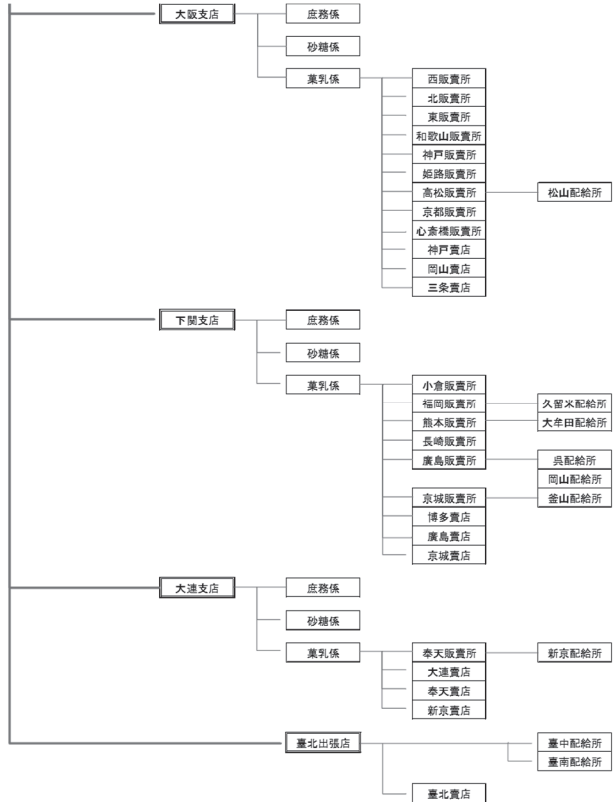 大阪支店
庶務係
砂糖係
菓乳係
西販賣所
北販賣所
東販賣所
和歌山販賣所
神戸販賣所
姫路販賣所
高松販賣所
松山配給所
京都販賣所
心斎橋販賣所
神戸賣店
岡山賣店
三条賣店
下関支店
庶務係
砂糖係
菓乳係
小倉販賣所
福岡販賣所
久留米配給所
熊本販賣所
大牟田配給所
長崎販賣所
廣島販賣所
呉配給所
岡山配給所
京城販賣所
釜山配給所
博多賣店
廣島賣店
京城賣店
大連支店
庶務係
砂糖係
菓乳係
奉天販賣所
新京配給所
大連賣店
奉天賣店
新京賣店
臺北出張店
臺中配給所
臺南配給所
臺北賣店